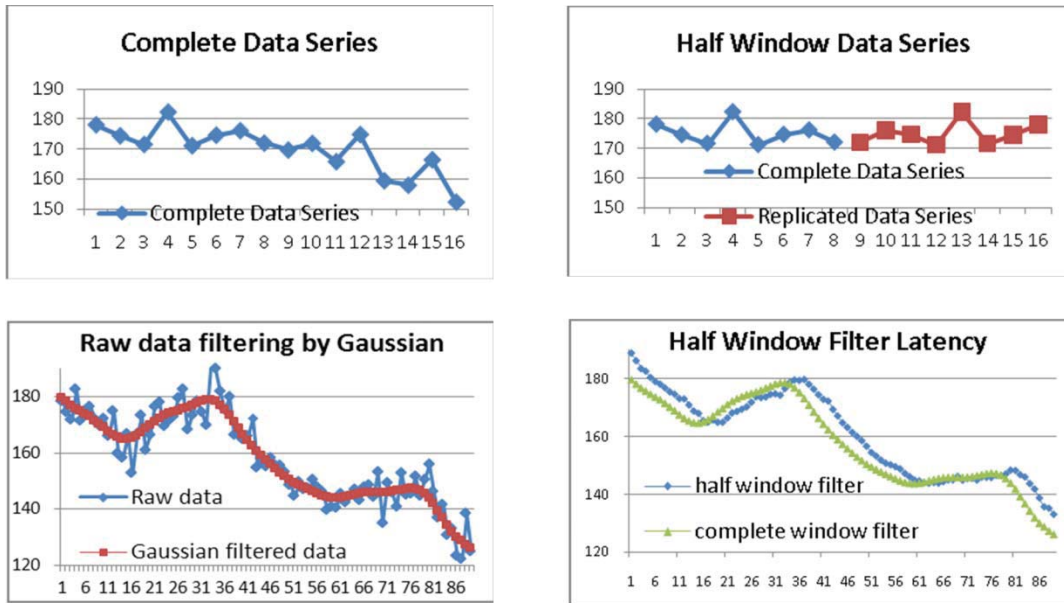 Complete Data Series
190
180
170
160
150
Complete Data Series
1 2 3 4 5 6 7 8 9 10 11 12 13 14 15 16
Half Window Data Series
190
180
170
160
150
Complete Data Series
Replicated Data Series
1 2 3 4 5 6 7 8 9 10 11 12 13 14 15 16
Raw data filtering by Gaussian
180
160
140
120
Raw data
Gaussian filtered data
1 6 11 16 21 26 31 36 41 46 51 56 61 66 71 76 81 86
Half Window Filter Latency
180
160
140
120
half window filter
complete window filter
1 6 11 16 21 26 31 36 41 46 51 56 61 66 71 76 81 86